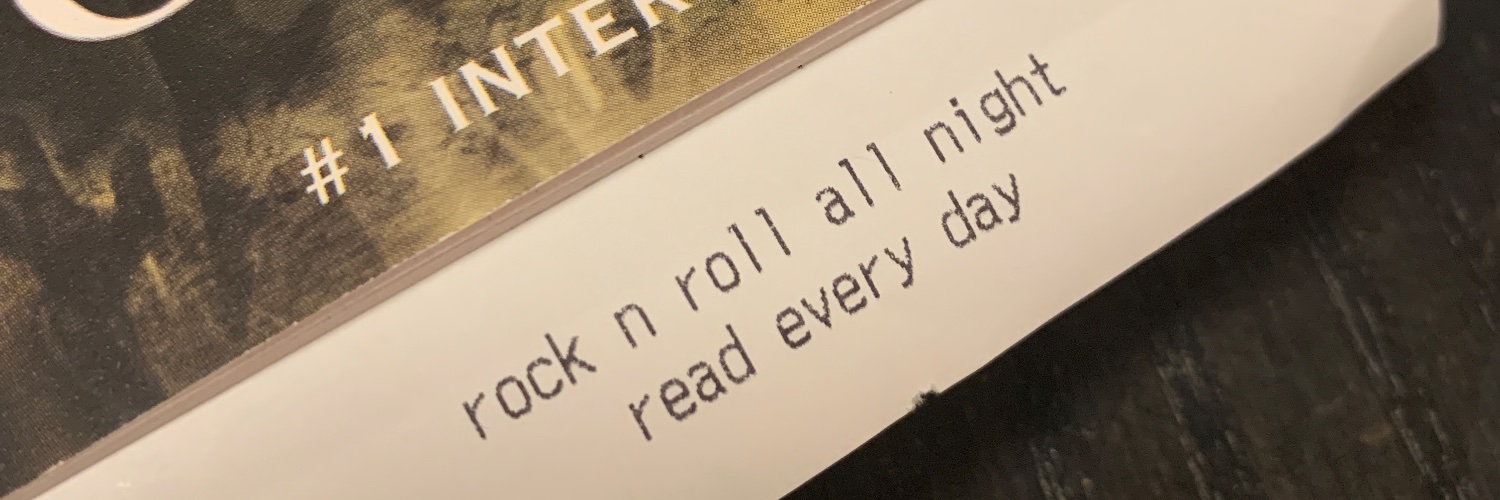 #1 INTER
rock n roll all night
read every day